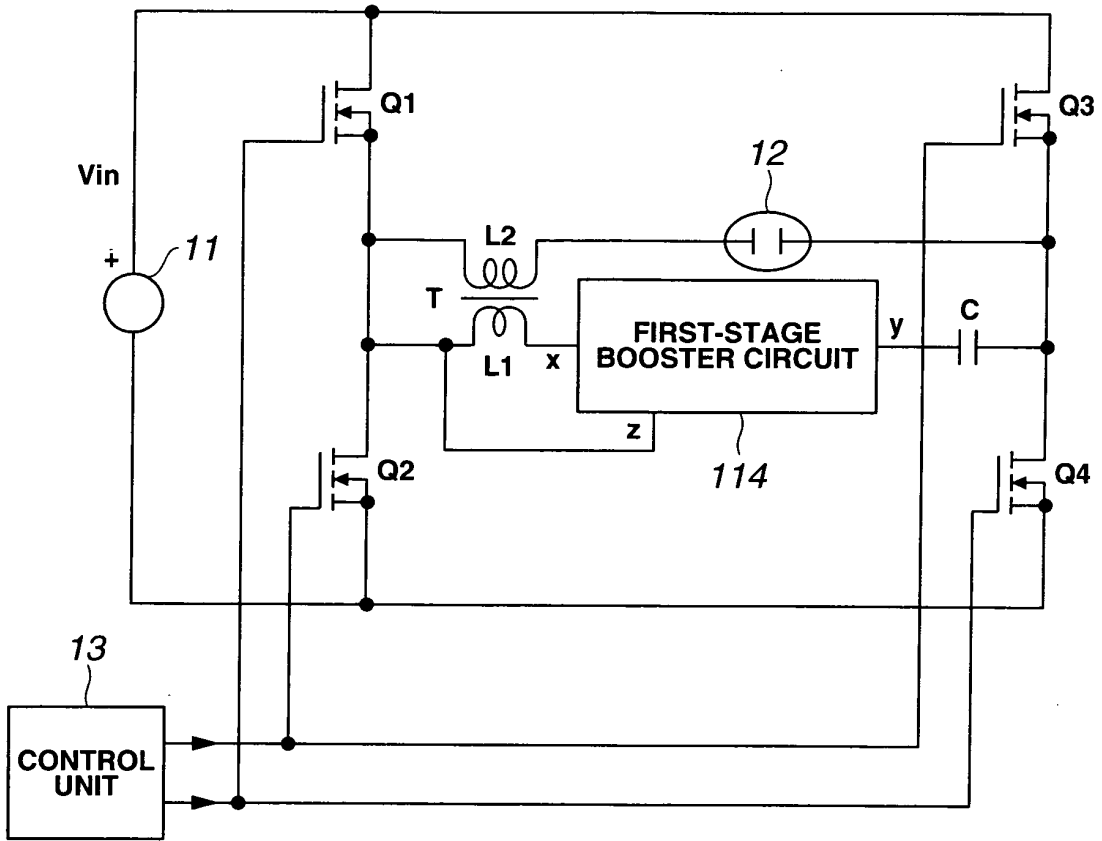 Q1
Q3
12
Vin
11
+
L2
T
FIRST-STAGE
BOOSTER CIRCUIT
y
C
L1
x
z
114
Q2
Q4
13
CONTROL
UNIT